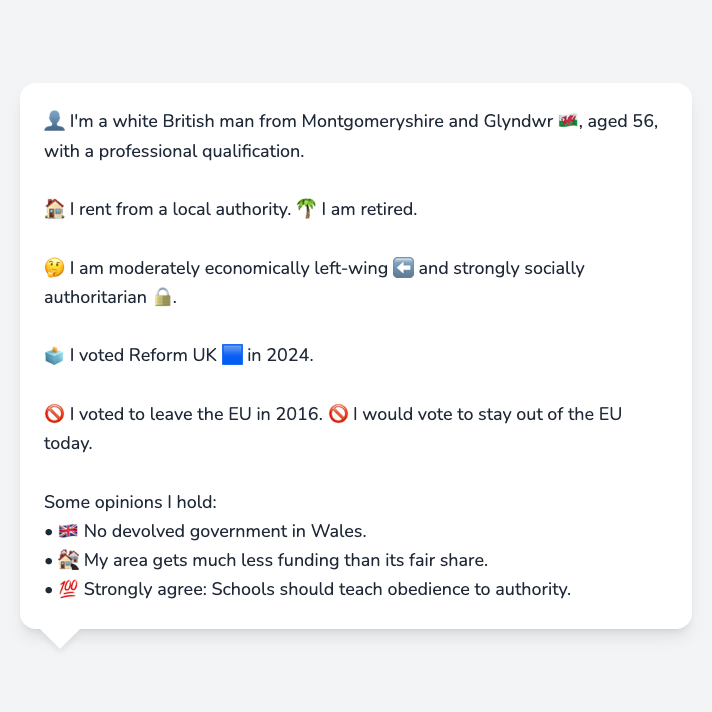 👤 I'm a white British man from Montgomeryshire and Glyndwr 🏴󠁧󠁢󠁷󠁬󠁳󠁿, aged 56,
with a professional qualification.
🏠 I rent from a local authority. 🌴 I am retired.
🤔 I am moderately economically left-wing ⬅️ and strongly socially
authoritarian 🔒.
🗳️ I voted Reform UK 🟦 in 2024.
🚫 I voted to leave the EU in 2016. 🚫 I would vote to stay out of the EU
today.
Some opinions I hold:
• 🇬🇧 No devolved government in Wales.
• 🏚️ My area gets much less funding than its fair share.
• 💯 Strongly agree: Schools should teach obedience to authority.